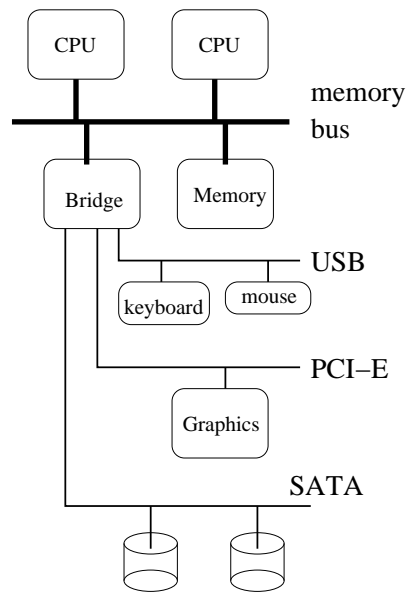 CPU
CPU
memory
bus
Bridge
Memory
USB
keyboard
mouse
PCI–E
Graphics
SATA